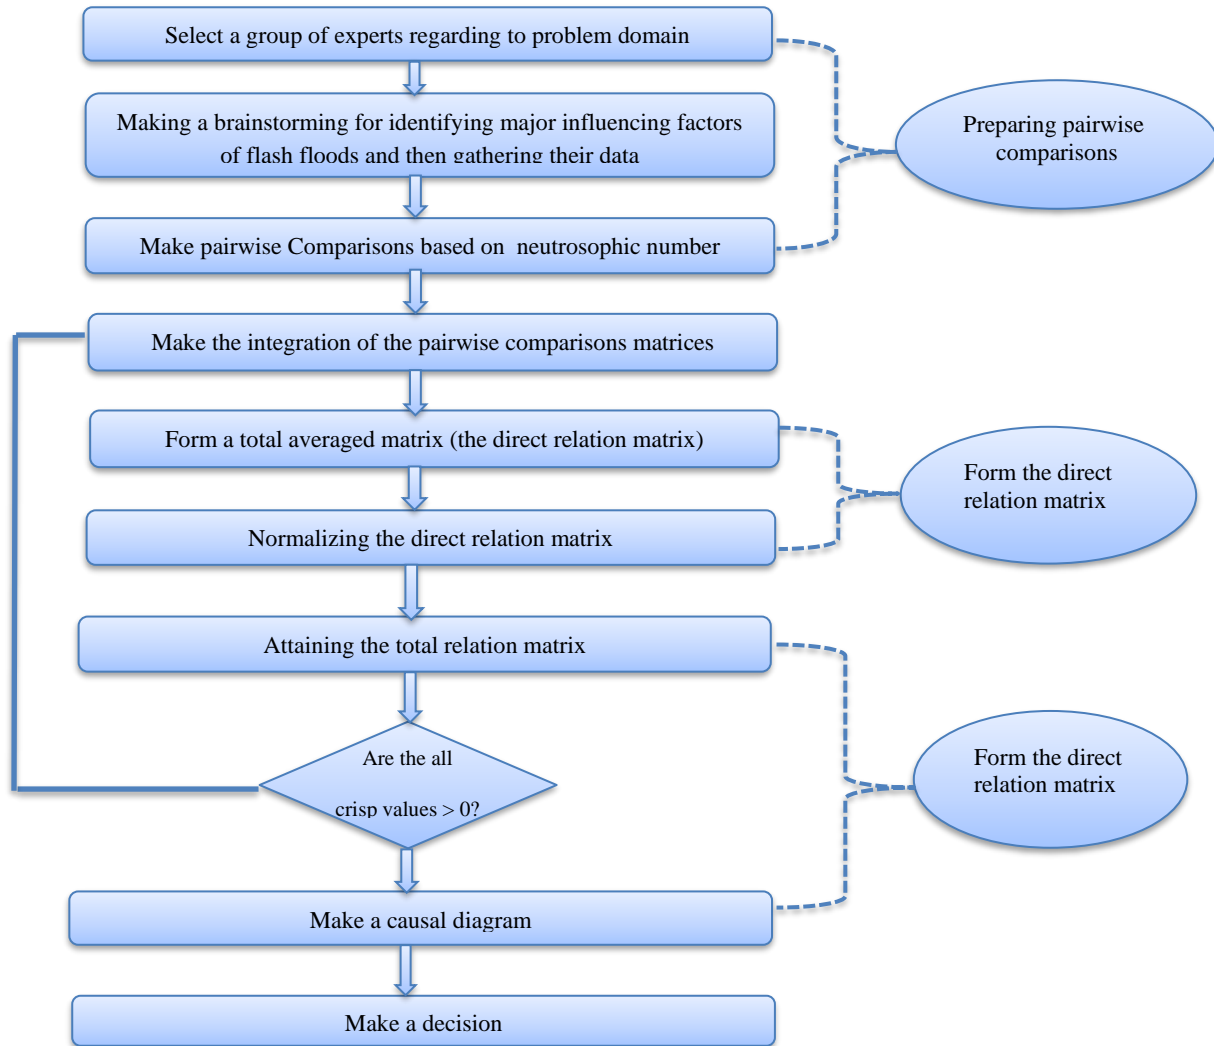 Select a group of experts regarding to problem domain
Making a brainstorming for identifying major influencing factors
of flash floods and then gathering their data
Preparing pairwise
comparisons
Make pairwise Comparisons based on neutrosophic number
Make the integration of the pairwise comparisons matrices
Form a total averaged matrix (the direct relation matrix)
Form the direct
relation matrix
Normalizing the direct relation matrix
Attaining the total relation matrix
Are the all
crisp values > 0?
Form the direct
relation matrix
Make a causal diagram
Make a decision